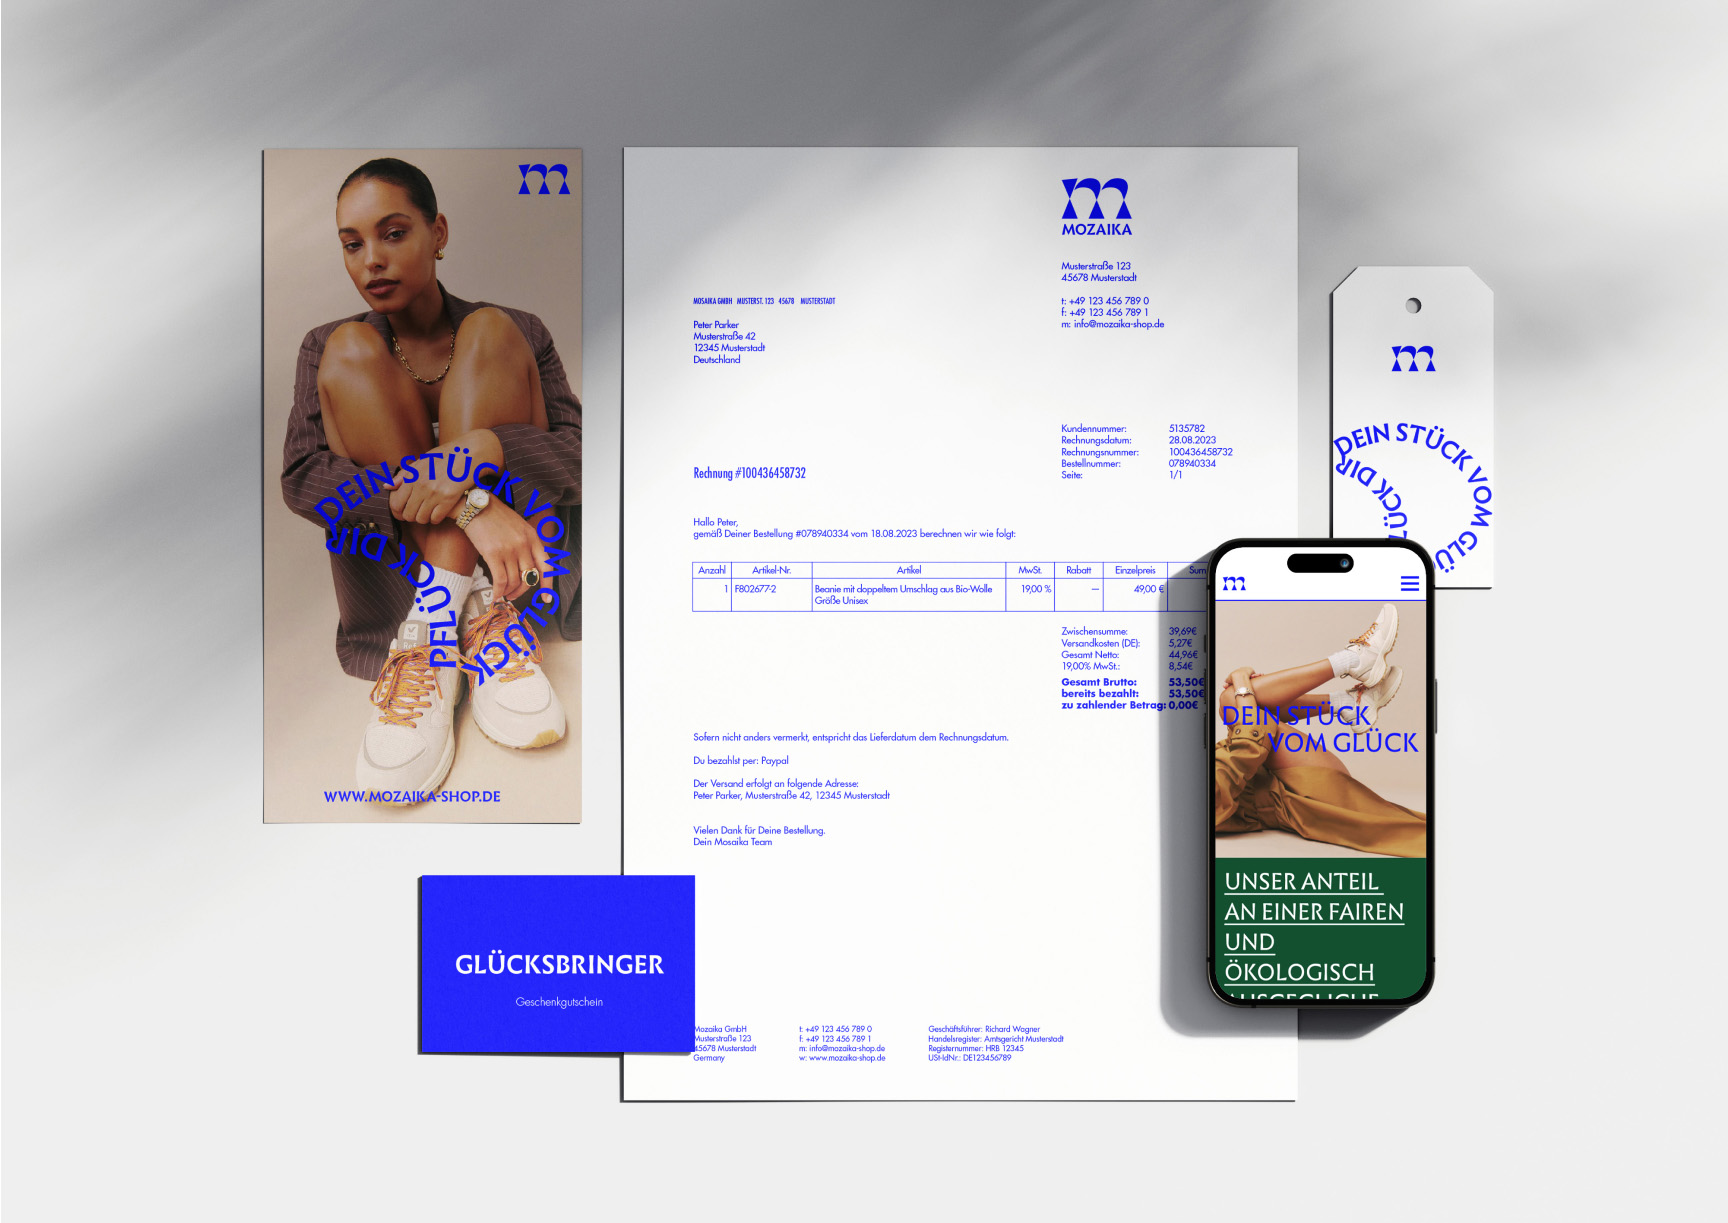 m
DEIN STÜCK VOM GLÜCK
PFLÜCK DIR
WWW.MOZAIKA-SHOP.DE
m
MOZAIKA
Musterstraße 123
45678 Musterstadt
t: +49 123 456 789 0
f: +49 123 456 789 1
m: info@mozaika-shop.de
MOSAIKA GMBH MUSTERST. 123 45678 MUSTERSTADT
Peter Parker
Musterstraße 42
12345 Musterstadt
Deutschland
Kundennummer: 5135782
Rechnungsdatum: 28.08.2023
Rechnungsnummer: 100436458732
Bestellnummer: 078940334
Seite: 1/1
Rechnung #100436458732
Hallo Peter,
gemäß Deiner Bestellung #078940334 vom 18.08.2023 berechnen wir wie folgt:
Anzahl Artikel-Nr. Artikel MwSt. Rabatt Einzelpreis Sum
1 F802677-2 Beanie mit doppeltem Umschlag aus Bio-Wolle 19,00 % — 49,00 €
Größe Unisex
Zwischensumme: 39,69€
Versandkosten (DE): 5,27€
Gesamt Netto: 44,96€
19,00% MwSt.: 8,54€
Gesamt Brutto: 53,50€
bereits bezahlt: 53,50€
zu zahlender Betrag: 0,00€
Sofern nicht anders vermerkt, entspricht das Lieferdatum dem Rechnungsdatum.
Du bezahlst per: Paypal
Der Versand erfolgt an folgende Adresse:
Peter Parker, Musterstraße 42, 12345 Musterstadt
Vielen Dank für Deine Bestellung.
Dein Mosaika Team
Mozaika GmbH
Musterstraße 123
45678 Musterstadt
Germany
t: +49 123 456 789 0
f: +49 123 456 789 1
m: info@mozaika-shop.de
w: www.mozaika-shop.de
Geschäftsführer: Richard Wagner
Handelsregister: Amtsgericht Musterstadt
Registernummer: HRB 12345
USt-IdNr.: DE123456789
GLÜCKSBRINGER
Geschenkgutschein
m
DEIN STÜCK VOM GLÜ
ÜCK DIR
m
DEIN STÜCK
VOM GLÜCK
UNSER ANTEIL
AN EINER FAIREN
UND
ÖKOLOGISCH